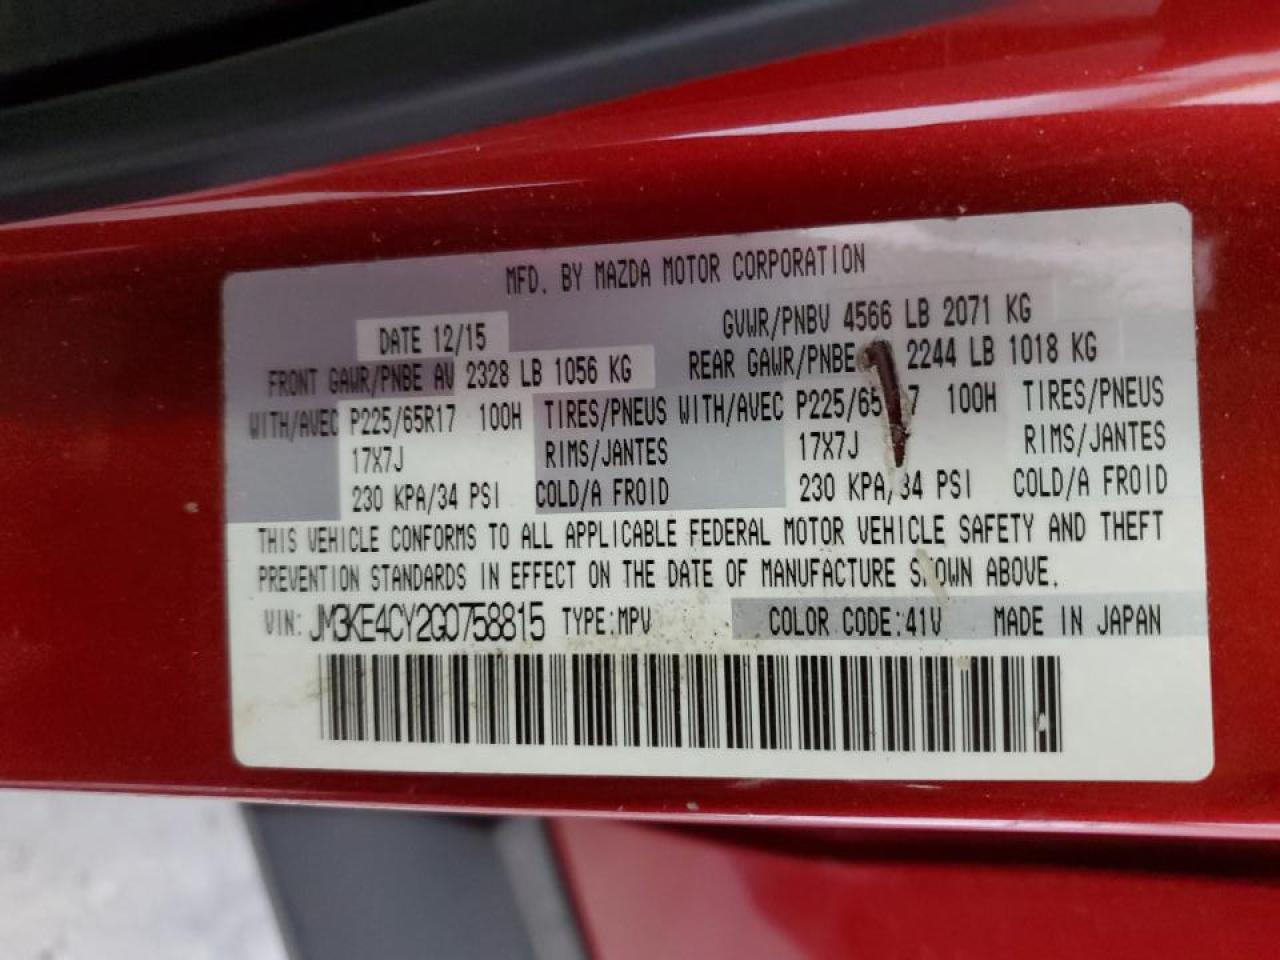 MFD. BY MAZDA MOTOR CORPORATION
DATE 12/15 GVWR/PNBV 4566 LB 2071 KG
FRONT GAWR/PNBE AV 2328 LB 1056 KG REAR GAWR/PNBE 2244 LB 1018 KG
WITH/AVEC P225/65R17 100H TIRES/PNEUS WITH/AVEC 100H TIRES/PNEUS
17X7J RIMS/JANTES 17X7J RIMS/JANTES
230 KPA/34 PSI COLD/A FROID 230 KPA/34 PSI COLD/A FROID
THIS VEHICLE CONFORMS TO ALL APPLICABLE FEDERAL MOTOR VEHICLE SAFETY AND THEFT
PREVENTION STANDARDS IN EFFECT ON THE DATE OF MANUFACTURE SHOWN ABOVE.
VIN: JM3KE4CY2G0758815 TYPE:MPV COLOR CODE:41V MADE IN JAPAN